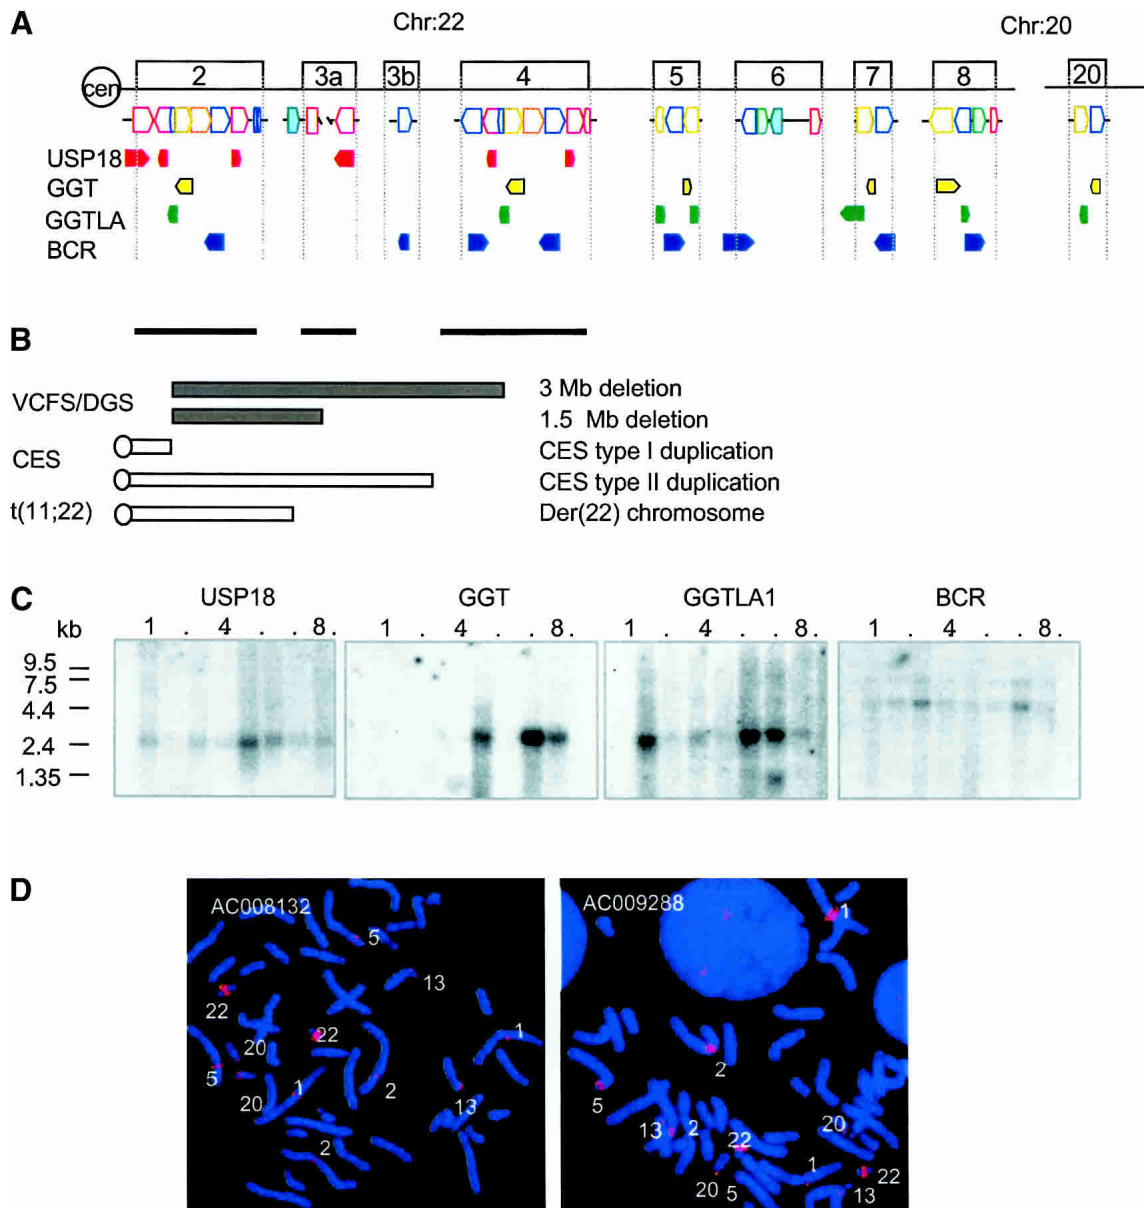 A
Chr:22
Chr:20
cen 2 3a 3b 4 5 6 7 8 20
USP18
GGT
GGTLA
BCR
B
VCFS/DGS
3 Mb deletion
1.5 Mb deletion
CES
CES type I duplication
CES type II duplication
t(11;22)
Der(22) chromosome
C
USP18 GGT GGTLA1 BCR
kb
1 . 4 . . 8 .
1 . 4 . . 8 .
1 . 4 . . 8 .
1 . 4 . . 8 .
9.5
7.5
4.4
2.4
1.35
D
AC008132
5
13
22
22
20
1
5
2
1
20
13
2
AC009288
1
2
5
13 2 22
20
20 5
1
22
13